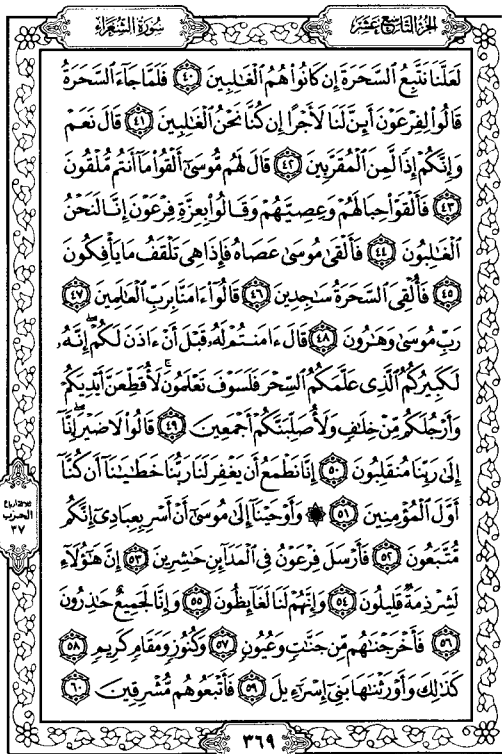 الجزء التاسع عشر
سورة الشعراء
لَعَلَّنَا نَتَّبِعُ ٱلسَّحَرَةَ إِن كَانُوا۟ هُمُ ٱلْغَـٰلِبِينَ ٤٠ فَلَمَّا جَآءَ ٱلسَّحَرَةُ
قَالُوا۟ لِفِرْعَوْنَ أَئِنَّ لَنَا لَأَجْرًا إِن كُنَّا نَحْنُ ٱلْغَـٰلِبِينَ ٤١ قَالَ نَعَمْ
وَإِنَّكُمْ إِذًا لَّمِنَ ٱلْمُقَرَّبِينَ ٤٢ قَالَ لَهُم مُّوسَىٰٓ أَلْقُوا۟ مَآ أَنتُم مُّلْقُونَ
٤٣ فَأَلْقَوْا۟ حِبَالَهُمْ وَعِصِيَّهُمْ وَقَالُوا۟ بِعِزَّةِ فِرْعَوْنَ إِنَّا لَنَحْنُ
ٱلْغَـٰلِبُونَ ٤٤ فَأَلْقَىٰ مُوسَىٰ عَصَاهُ فَإِذَا هِىَ تَلْقَفُ مَا يَأْفِكُونَ
٤٥ فَأُلْقِىَ ٱلسَّحَرَةُ سَـٰجِدِينَ ٤٦ قَالُوٓا۟ ءَامَنَّا بِرَبِّ ٱلْعَـٰلَمِينَ ٤٧
رَبِّ مُوسَىٰ وَهَـٰرُونَ ٤٨ قَالَ ءَامَنتُمْ لَهُۥ قَبْلَ أَنْ ءَاذَنَ لَكُمْ ۖ إِنَّهُۥ
لَكَبِيرُكُمُ ٱلَّذِى عَلَّمَكُمُ ٱلسِّحْرَ فَلَسَوْفَ تَعْلَمُونَ ۚ لَأُقَطِّعَنَّ أَيْدِيَكُمْ
وَأَرْجُلَكُم مِّنْ خِلَـٰفٍ وَلَأُصَلِّبَنَّكُمْ أَجْمَعِينَ ٤٩ قَالُوا۟ لَا ضَيْرَ ۖ إِنَّآ
إِلَىٰ رَبِّنَا مُنقَلِبُونَ ٥٠ إِنَّا نَطْمَعُ أَن يَغْفِرَ لَنَا رَبُّنَا خَطَـٰيَـٰنَآ أَن كُنَّآ
أَوَّلَ ٱلْمُؤْمِنِينَ ٥١ ۞ وَأَوْحَيْنَآ إِلَىٰ مُوسَىٰٓ أَنْ أَسْرِ بِعِبَادِىٓ إِنَّكُم
مُّتَّبَعُونَ ٥٢ فَأَرْسَلَ فِرْعَوْنُ فِى ٱلْمَدَآئِنِ حَـٰشِرِينَ ٥٣ إِنَّ هَـٰٓؤُلَآءِ
لَشِرْذِمَةٌ قَلِيلُونَ ٥٤ وَإِنَّهُمْ لَنَا لَغَآئِظُونَ ٥٥ وَإِنَّا لَجَمِيعٌ حَـٰذِرُونَ
٥٦ فَأَخْرَجْنَـٰهُم مِّن جَنَّـٰتٍ وَعُيُونٍ ٥٧ وَكُنُوزٍ وَمَقَامٍ كَرِيمٍ ٥٨
كَذَٰلِكَ وَأَوْرَثْنَـٰهَا بَنِىٓ إِسْرَٰٓءِيلَ ٥٩ فَأَتْبَعُوهُم مُّشْرِقِينَ ٦٠
ثلاثة أرباع
الحزب
٣٧
٣٦٩